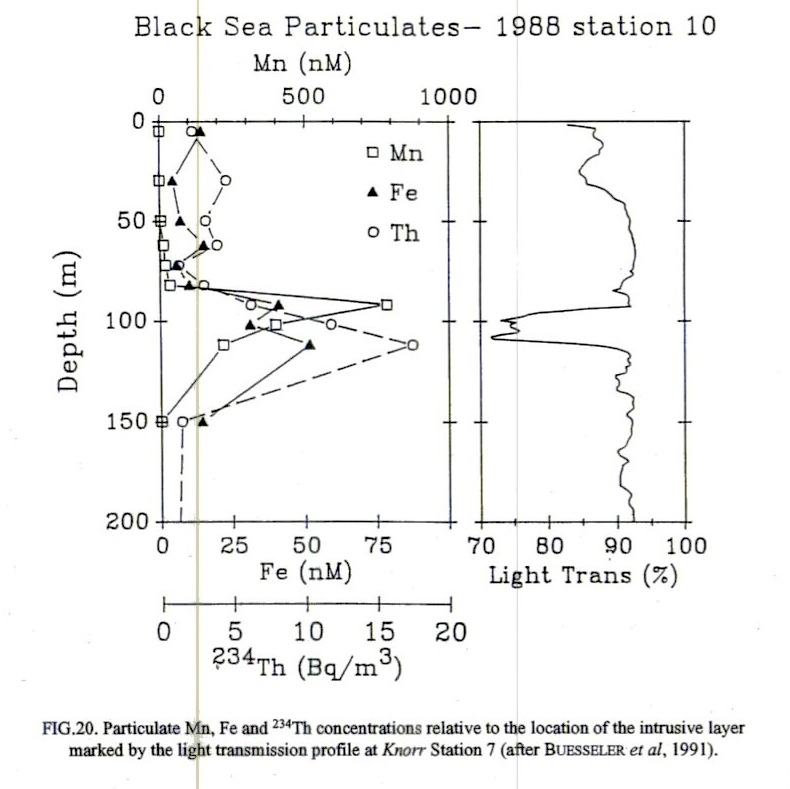 Black Sea Particulates– 1988 station 10
Mn (nM)
0 500 1000
0
50
100
150
200
Depth (m)
Mn
Fe
Th
0 25 50 75
Fe (nM)
0 5 10 15 20
²³⁴Th (Bq/m³)
70 80 90 100
Light Trans (%)
FIG.20. Particulate Mn, Fe and ²³⁴Th concentrations relative to the location of the intrusive layer
marked by the light transmission profile at Knorr Station 7 (after BUESSELER et al, 1991).